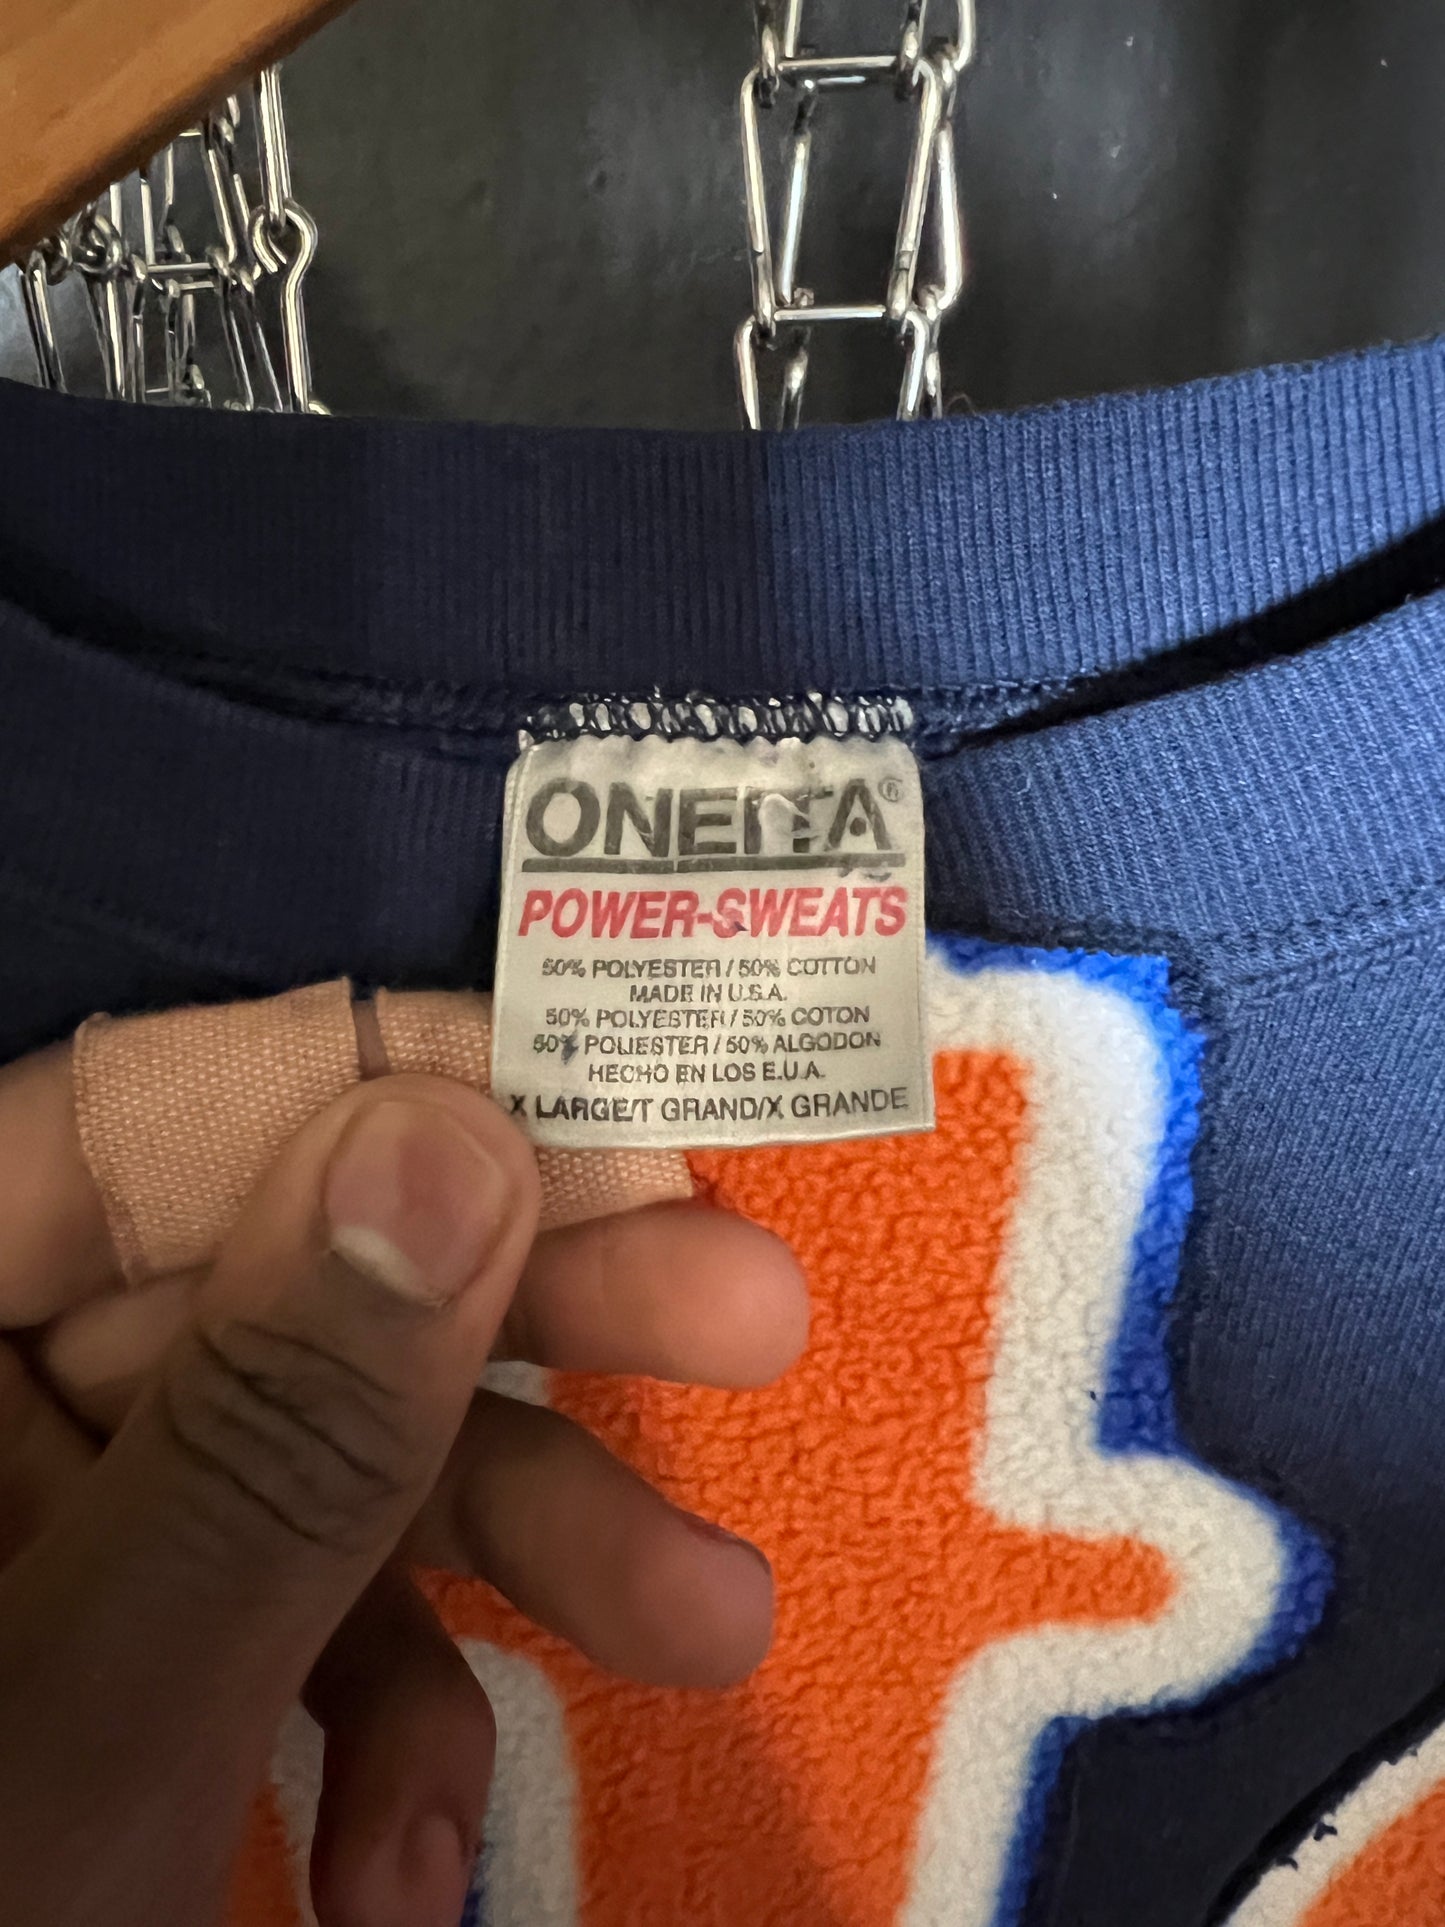 ONEITA®
POWER-SWEATS
50% POLYESTER / 50% COTTON
MADE IN U.S.A.
50% POLYESTER / 50% COTON
50% POLIESTER / 50% ALGODON
HECHO EN LOS E.U.A.
X LARGE/T GRAND/X GRANDE